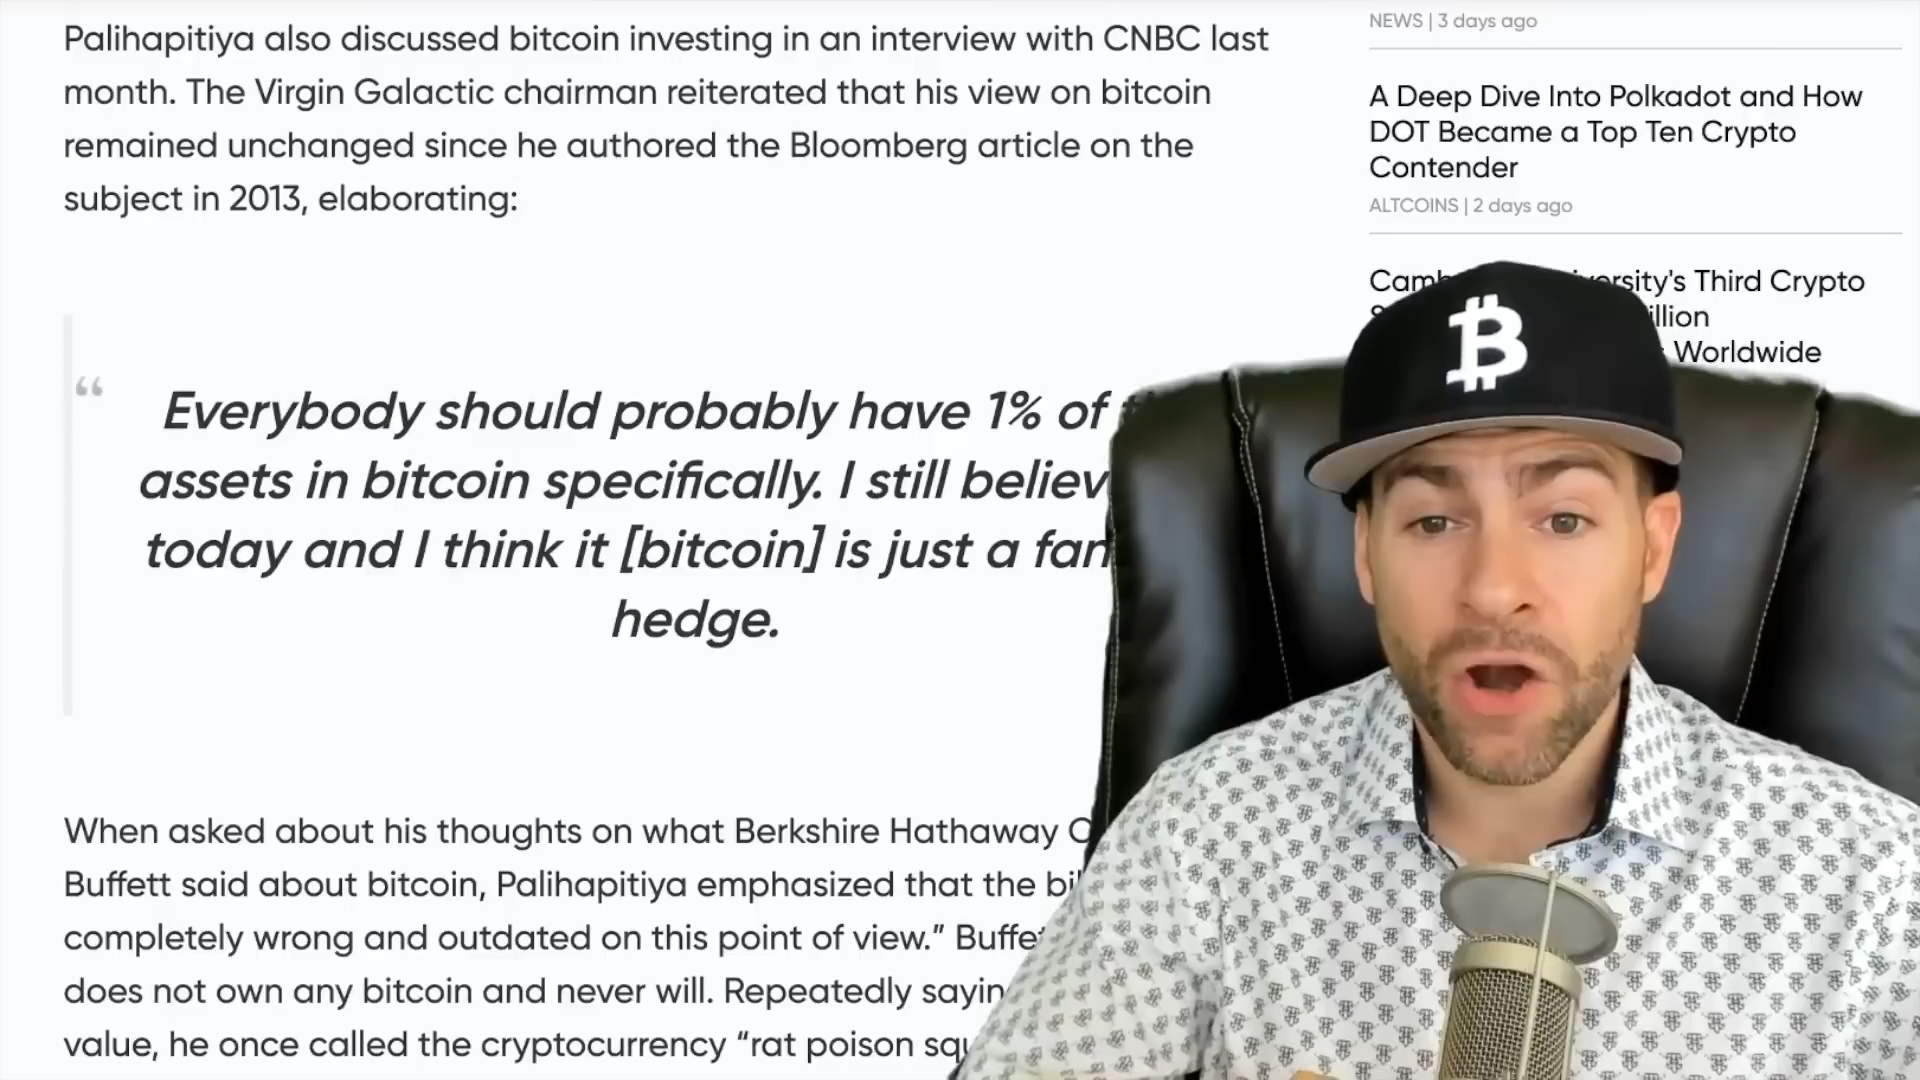 Palihapitiya also discussed bitcoin investing in an interview with CNBC last
month. The Virgin Galactic chairman reiterated that his view on bitcoin
remained unchanged since he authored the Bloomberg article on the
subject in 2013, elaborating:
“
Everybody should probably have 1% of
assets in bitcoin specifically. I still
today and I think it [bitcoin] is just a
hedge.
When asked about his thoughts on what Berkshire Hathaway
Buffett said about bitcoin, Palihapitiya emphasized that the
completely wrong and outdated on this point of view.”
does not own any bitcoin and never will. Repeatedly
value, he once called the cryptocurrency “rat poison
NEWS | 3 days ago
A Deep Dive Into Polkadot and How
DOT Became a Top Ten Crypto
Contender
ALTCOINS | 2 days ago
Third Crypto
Worldwide
₿